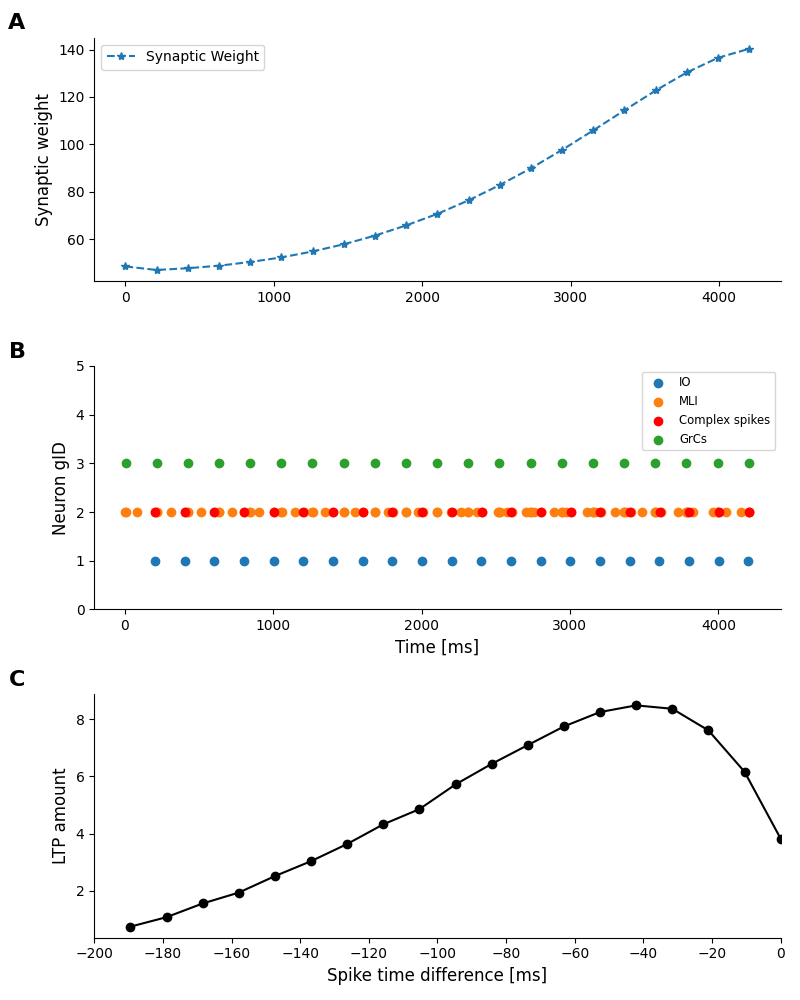 A
Synaptic weight
140
120
100
80
60
Synaptic Weight
0 1000 2000 3000 4000
B
Neuron gID
5
4
3
2
1
0
IO
MLI
Complex spikes
GrCs
0 1000 2000 3000 4000
Time [ms]
C
LTP amount
8
6
4
2
−200 −180 −160 −140 −120 −100 −80 −60 −40 −20 0
Spike time difference [ms]